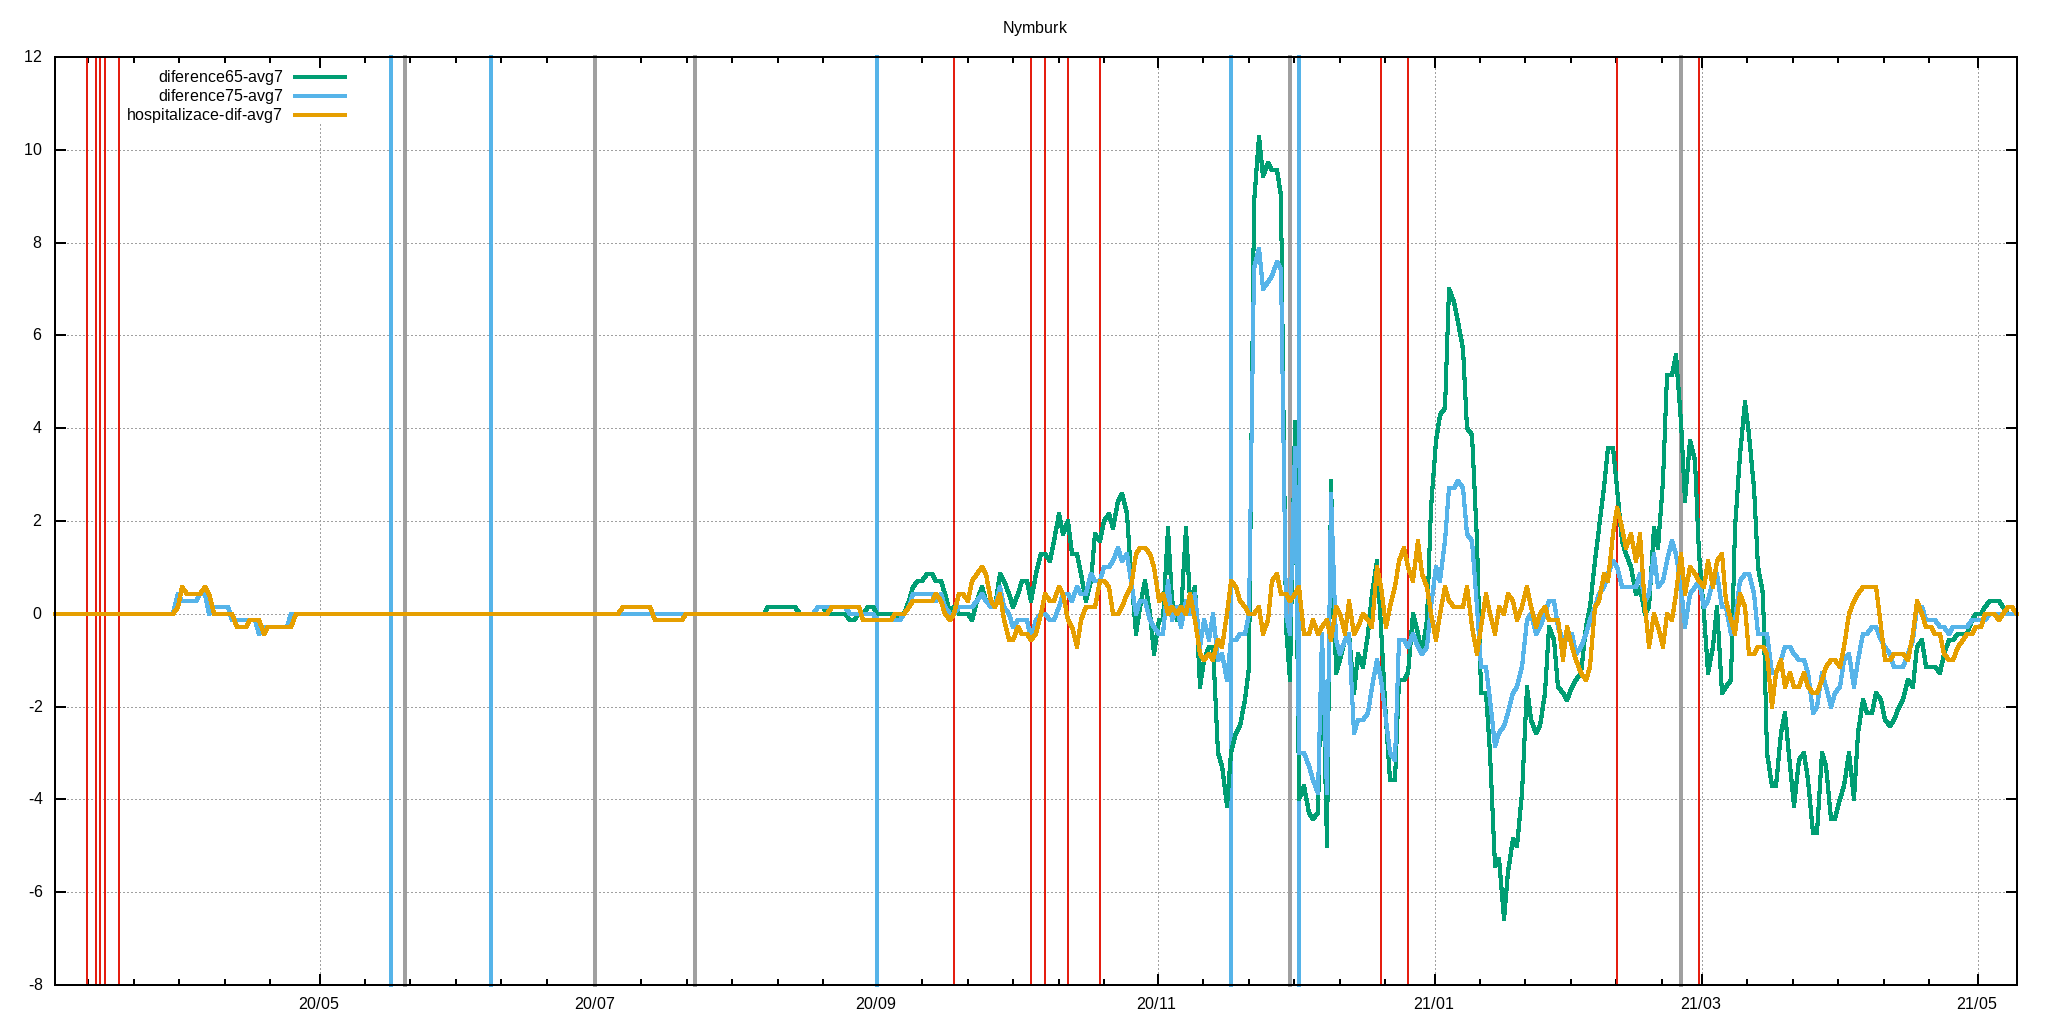 Nymburk
diference65-avg7
diference75-avg7
hospitalizace-dif-avg7
12
10
8
6
4
2
0
-2
-4
-6
-8
20/05 20/07 20/09 20/11 21/01 21/03 21/05